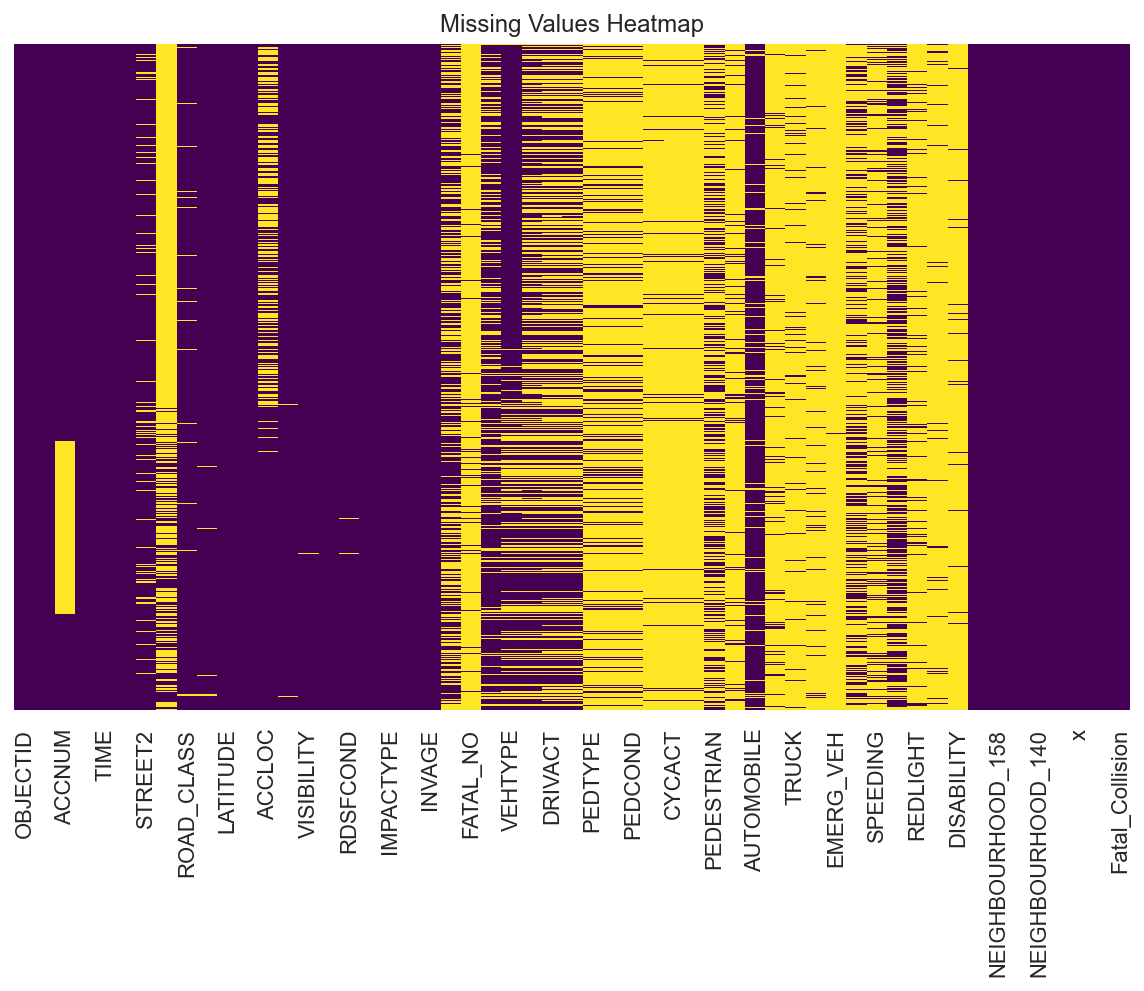 Missing Values Heatmap
OBJECTID
ACCNUM
TIME
STREET2
ROAD_CLASS
LATITUDE
ACCLOC
VISIBILITY
RDSFCOND
IMPACTYPE
INVAGE
FATAL_NO
VEHTYPE
DRIVACT
PEDTYPE
PEDCOND
CYCACT
PEDESTRIAN
AUTOMOBILE
TRUCK
EMERG_VEH
SPEEDING
REDLIGHT
DISABILITY
NEIGHBOURHOOD_158
NEIGHBOURHOOD_140
x
Fatal_Collision